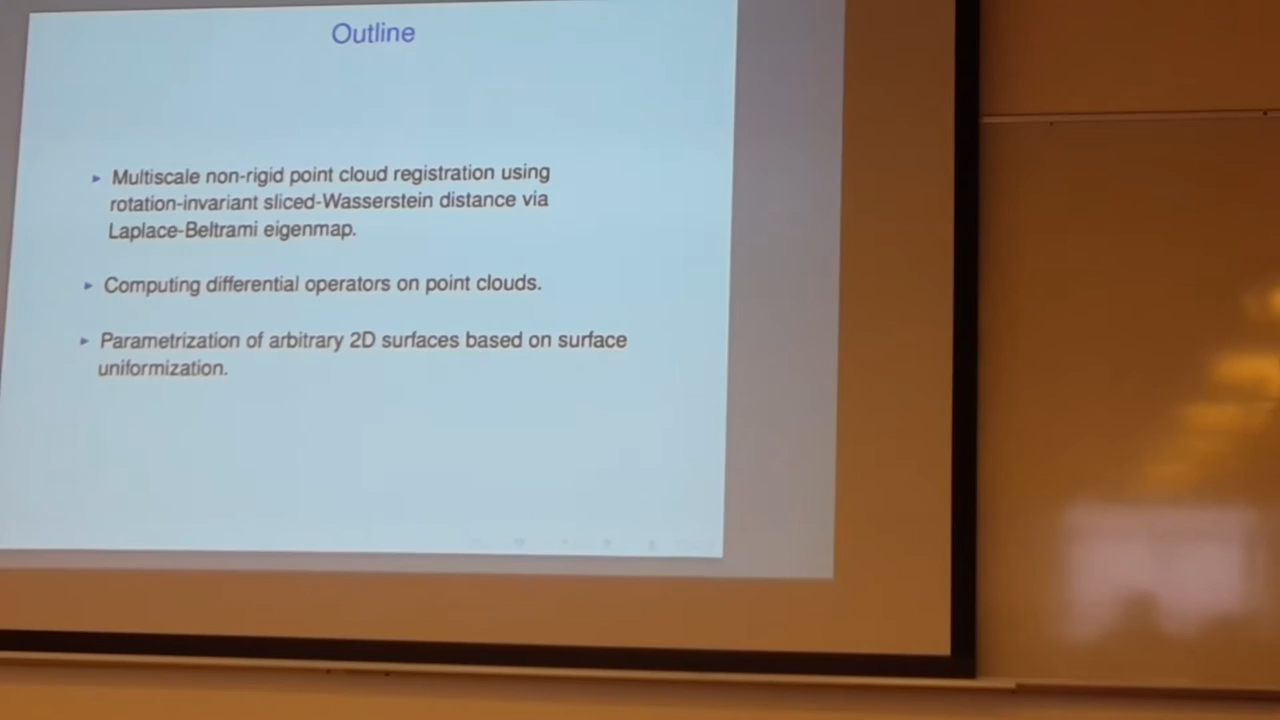 Outline
Multiscale non-rigid point cloud registration using
rotation-invariant sliced-Wasserstein distance via
Laplace-Beltrami eigenmap.
Computing differential operators on point clouds.
Parametrization of arbitrary 2D surfaces based on surface
uniformization.